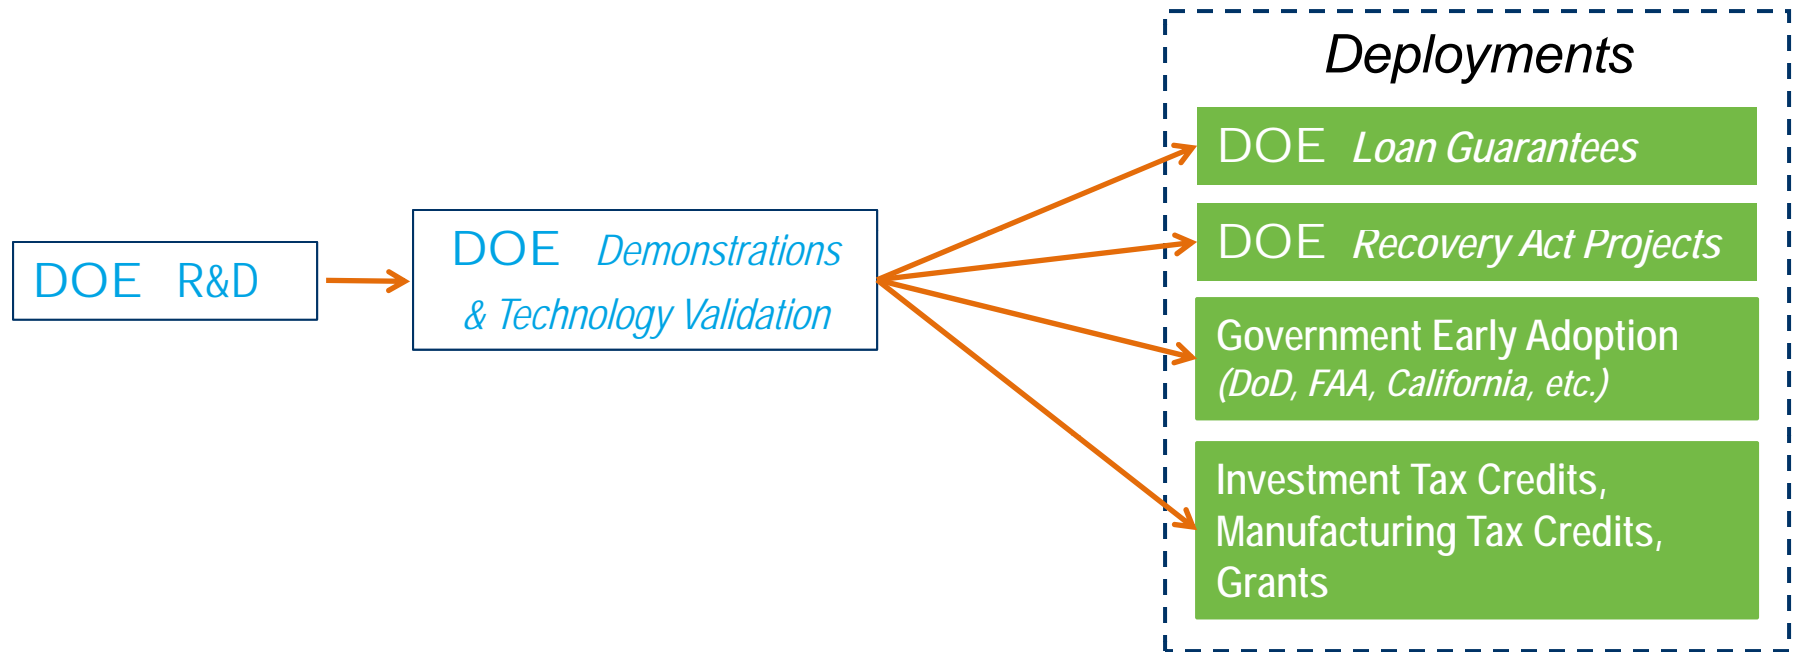 Deployments
DOE Loan Guarantees
DOE Recovery Act Projects
DOE R&D
DOE Demonstrations
& Technology Validation
Government Early Adoption
(DoD, FAA, California, etc.)
Investment Tax Credits,
Manufacturing Tax Credits,
Grants